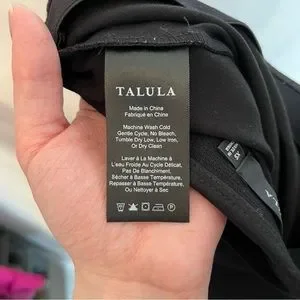 TALULA
Made in China
Fabriqué en Chine
Machine Wash Cold
Gentle Cycle, No Bleach,
Tumble Dry Low, Low Iron,
Or Dry Clean
Laver À La Machine À
L'eau Froide Au Cycle Délicat,
Pas De Blanchiment,
Sécher à Basse Température,
Repasser à Basse Température,
Ou Nettoyer à Sec